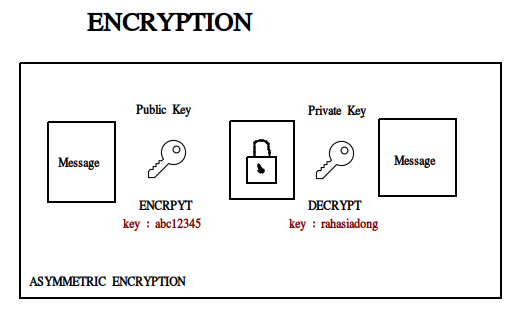 ENCRYPTION
Public Key
Private Key
Message
Message
ENCRPYT
DECRYPT
key : abc12345
key : rahasiadong
ASYMMETRIC ENCRYPTION